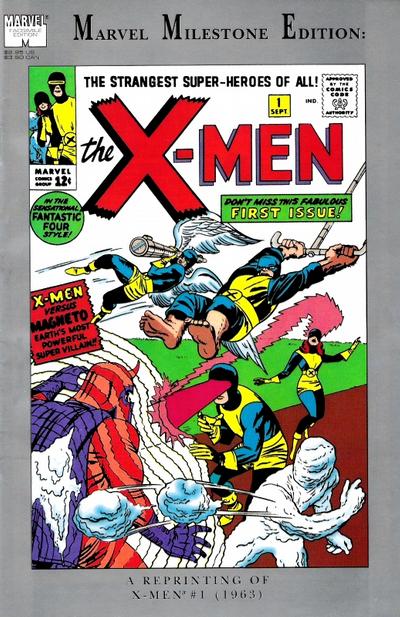 MARVEL
FACSIMILE
EDITION
M
$2.95 US
$3.50 CAN
MARVEL MILESTONE EDITION:
THE STRANGEST SUPER-HEROES OF ALL!
1
SEPT.
IND.
APPROVED
BY THE
COMICS
CODE
CA
AUTHORITY
MARVEL
COMICS
GROUP
12¢
the X-MEN
IN THE
SENSATIONAL
FANTASTIC
FOUR
STYLE!
DON'T MISS THIS FABULOUS
FIRST ISSUE!
X-MEN
VERSUS
MAGNETO
EARTH'S MOST
POWERFUL
SUPER VILLAIN!!
A REPRINTING OF
X-MEN® #1 (1963)